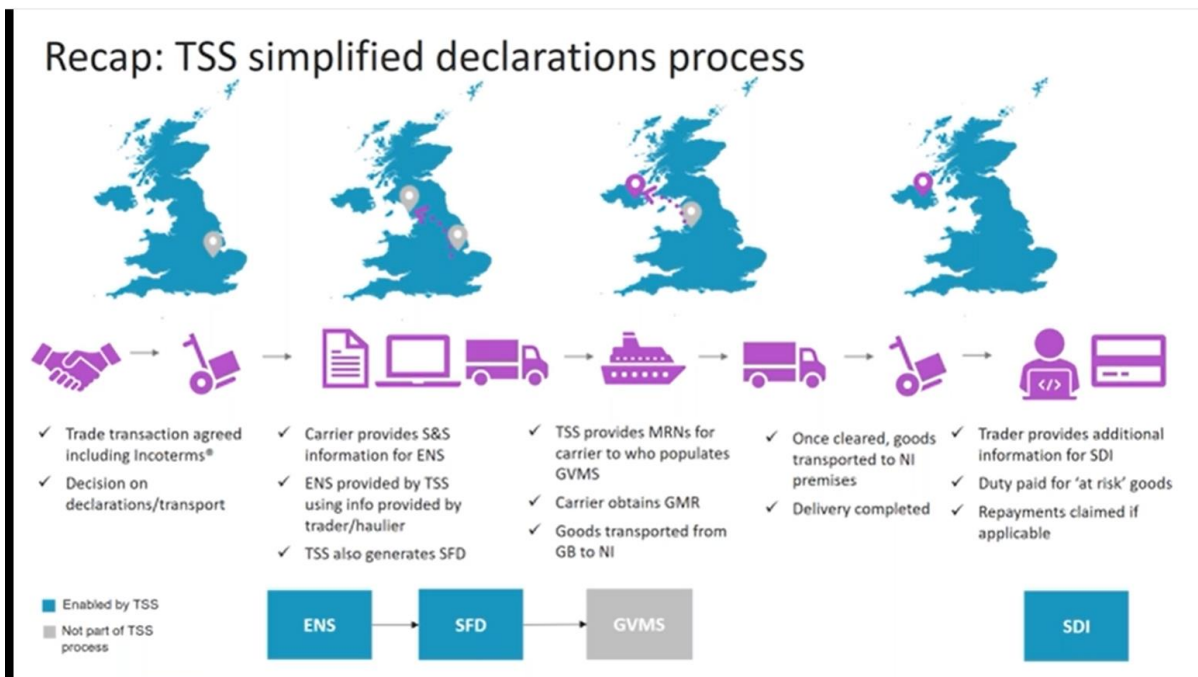 Recap: TSS simplified declarations process
</>
✓ Trade transaction agreed
including Incoterms®
✓ Decision on
declarations/transport
✓ Carrier provides S&S
information for ENS
✓ ENS provided by TSS
using info provided by
trader/haulier
✓ TSS also generates SFD
✓ TSS provides MRNs for
carrier to who populates
GVMS
✓ Carrier obtains GMR
✓ Goods transported from
GB to NI
✓ Once cleared, goods
transported to NI
premises
✓ Delivery completed
✓ Trader provides additional
information for SDI
✓ Duty paid for ‘at risk’ goods
✓ Repayments claimed if
applicable
Enabled by TSS
Not part of TSS
process
ENS
SFD
GVMS
SDI